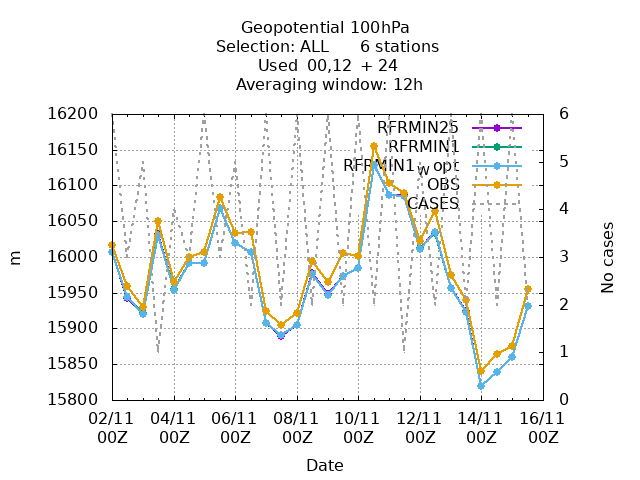 Geopotential 100hPa
Selection: ALL 6 stations
Used 00,12 + 24
Averaging window: 12h
16200
16150
16100
16050
16000
15950
15900
15850
15800
m
6
5
4
3
2
1
0
No cases
RFRMIN25
RFRMIN1
RFRMIN1wopt
OBS
CASES
02/11 04/11 06/11 08/11 10/11 12/11 14/11 16/11
00Z 00Z 00Z 00Z 00Z 00Z 00Z 00Z
Date